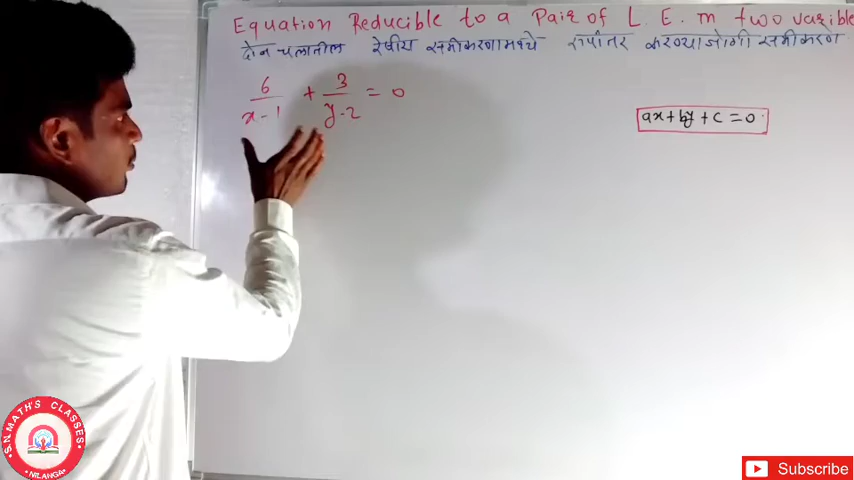 Equation Reducible to a Pair of L. E. in two varible
दोन चलातील रेषीय समीकरणामध्ये रुपांतर करण्याजोगी समीकरणे
6/(x-1) + 3/(y-2) = 0
ax+by+c=0
S.N.MATH'S CLASSES
NILANGA
Subscribe